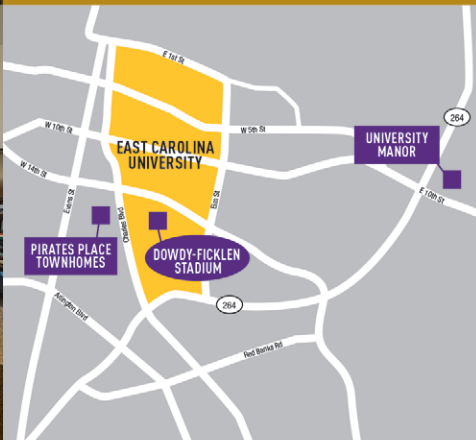 E 1st St
264
W 5th St
W 10th St
EAST CAROLINA
UNIVERSITY
UNIVERSITY
MANOR
W 14th St
E 10th St
Evans St
Elm St
Charles Blvd
PIRATES PLACE
TOWNHOMES
DOWDY-FICKLEN
STADIUM
264
Arlington Blvd
Red Banks Rd